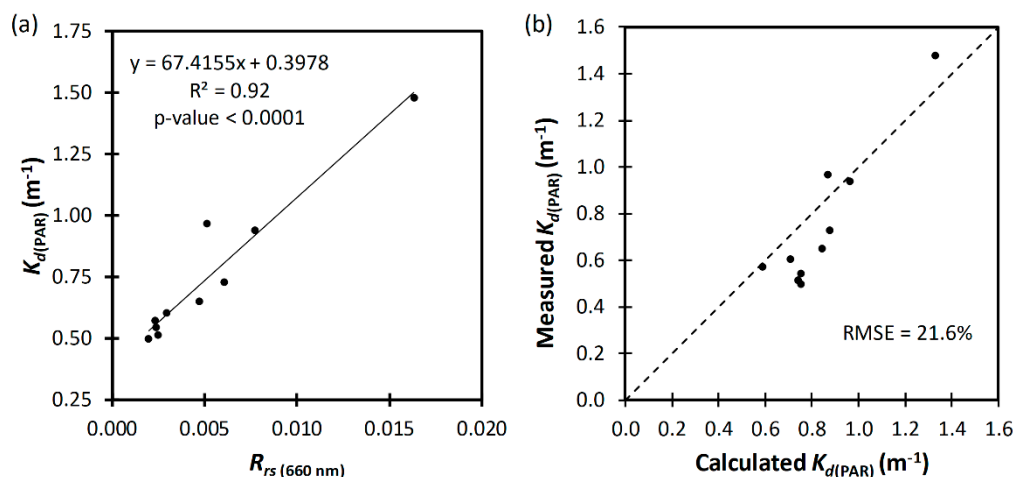 (a)
y = 67.4155x + 0.3978
R² = 0.92
p-value < 0.0001
K_d(PAR) (m⁻¹)
1.75
1.50
1.25
1.00
0.75
0.50
0.25
0.000 0.005 0.010 0.015 0.020
R_rs (660 nm)
(b)
Measured K_d(PAR) (m⁻¹)
1.6
1.4
1.2
1.0
0.8
0.6
0.4
0.2
0.0
RMSE = 21.6%
0.0 0.2 0.4 0.6 0.8 1.0 1.2 1.4 1.6
Calculated K_d(PAR) (m⁻¹)